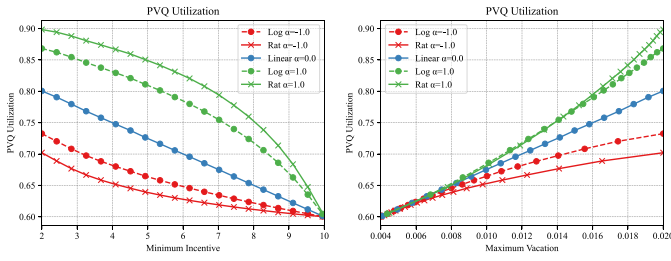 PVQ Utilization
0.90
0.85
0.80
0.75
0.70
0.65
0.60
PVQ Utilization
Log α=-1.0
Rat α=-1.0
Linear α=0.0
Log α=1.0
Rat α=1.0
2
3
4
5
6
7
8
9
10
Minimum Incentive
PVQ Utilization
0.90
0.85
0.80
0.75
0.70
0.65
0.60
PVQ Utilization
Log α=-1.0
Rat α=-1.0
Linear α=0.0
Log α=1.0
Rat α=1.0
0.004
0.006
0.008
0.010
0.012
0.014
0.016
0.018
0.020
Maximum Vacation